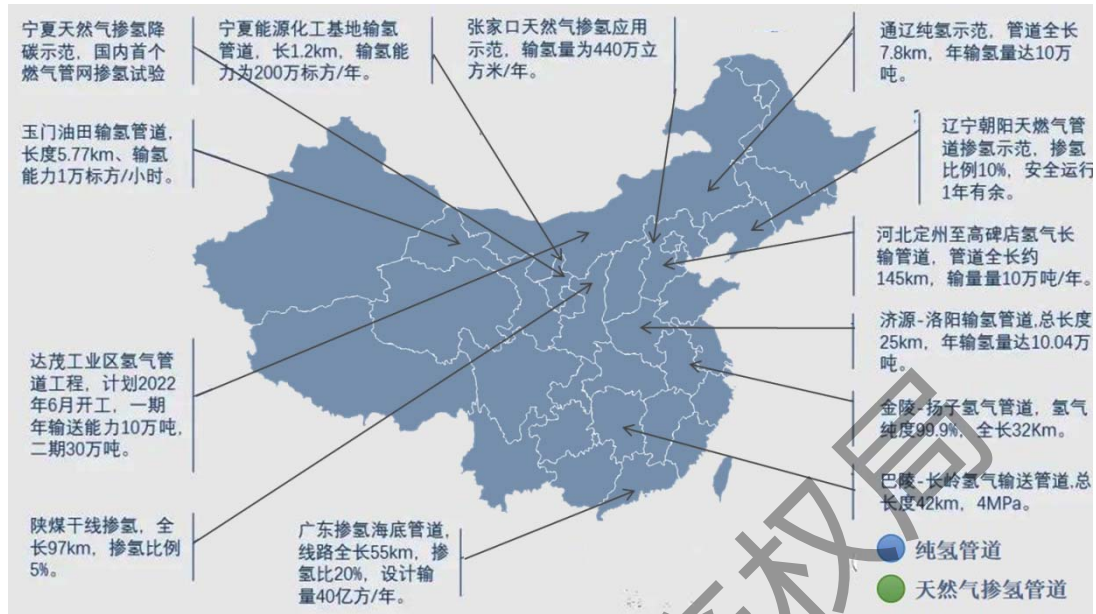 宁夏天然气掺氢降
碳示范，国内首个
燃气管网掺氢试验
宁夏能源化工基地输氢
管道，长1.2km，输氢能
力为200万标方/年。
张家口天然气掺氢应用
示范，输氢量为440万立
方米/年。
通辽纯氢示范，管道全长
7.8km，年输氢量达10万
吨。
玉门油田输氢管道，
长度5.77km、输氢
能力1万标方/小时。
辽宁朝阳天燃气管
道掺氢示范，掺氢
比例10%，安全运行
1年有余。
河北定州至高碑店氢气长
输管道，管道全长约
145km，输量量10万吨/年。
济源-洛阳输氢管道,总长度
25km，年输氢量达10.04万
吨。
达茂工业区氢气管
道工程，计划2022
年6月开工，一期
年输送能力10万吨，
二期30万吨。
金陵-扬子氢气管道，氢气
纯度99.9%，全长32Km。
巴陵-长岭氢气输送管道,总
长度42km，4MPa。
陕煤干线掺氢，全
长97km，掺氢比例
5%。
广东掺氢海底管道，
线路全长55km，掺
氢比20%，设计输
量40亿方/年。
纯氢管道
天然气掺氢管道
权局